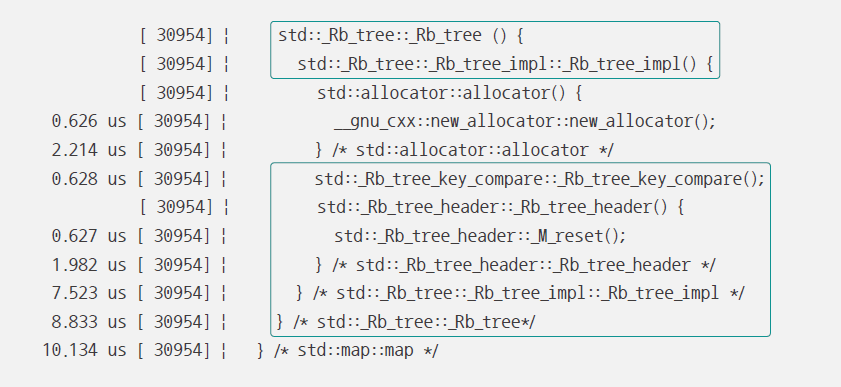 [ 30954] ¦ std::_Rb_tree::_Rb_tree () {
[ 30954] ¦ std::_Rb_tree::_Rb_tree_impl::_Rb_tree_impl() {
[ 30954] ¦ std::allocator::allocator() {
0.626 us [ 30954] ¦ __gnu_cxx::new_allocator::new_allocator();
2.214 us [ 30954] ¦ } /* std::allocator::allocator */
0.628 us [ 30954] ¦ std::_Rb_tree_key_compare::_Rb_tree_key_compare();
[ 30954] ¦ std::_Rb_tree_header::_Rb_tree_header() {
0.627 us [ 30954] ¦ std::_Rb_tree_header::_M_reset();
1.982 us [ 30954] ¦ } /* std::_Rb_tree_header::_Rb_tree_header */
7.523 us [ 30954] ¦ } /* std::_Rb_tree::_Rb_tree_impl::_Rb_tree_impl */
8.833 us [ 30954] ¦ } /* std::_Rb_tree::_Rb_tree*/
10.134 us [ 30954] ¦ } /* std::map::map */